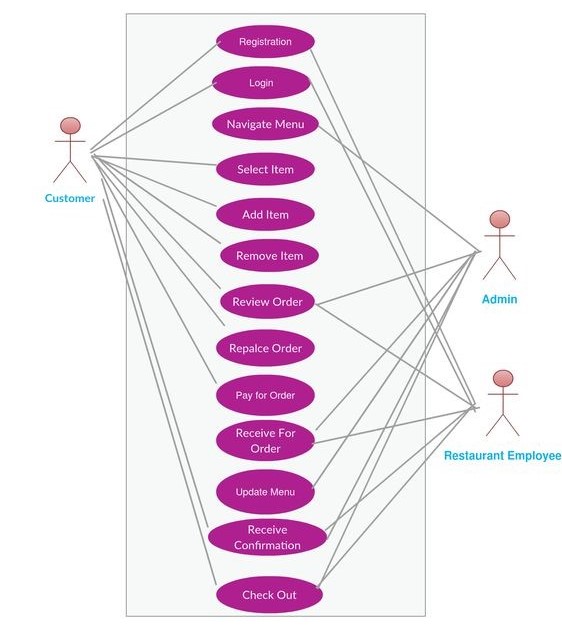 Registration
Login
Navigate Menu
Select Item
Customer
Add Item
Remove Item
Admin
Review Order
Repalce Order
Pay for Order
Receive For
Order
Restaurant Employee
Update Menu
Receive
Confirmation
Check Out